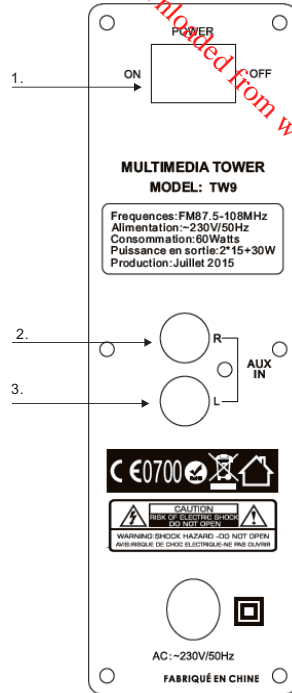 POWER
1.
ON
OFF
nloaded from w
MULTIMEDIA TOWER
MODEL: TW9
Frequences:FM87.5-108MHz
Alimentation:~230V/50Hz
Consommation:60Watts
Puissance en sortie:2*15+30W
Production:Juillet 2015
2.
R
AUX
IN
3.
L
CE0700
CAUTION
RISK OF ELECTRIC SHOCK
DO NOT OPEN
WARNING:SHOCK HAZARD -DO NOT OPEN
AVIS:RISQUE DE CHOC ELECTRIQUE-NE PAS OUVRIR
AC:~230V/50Hz
FABRIQUÉ EN CHINE